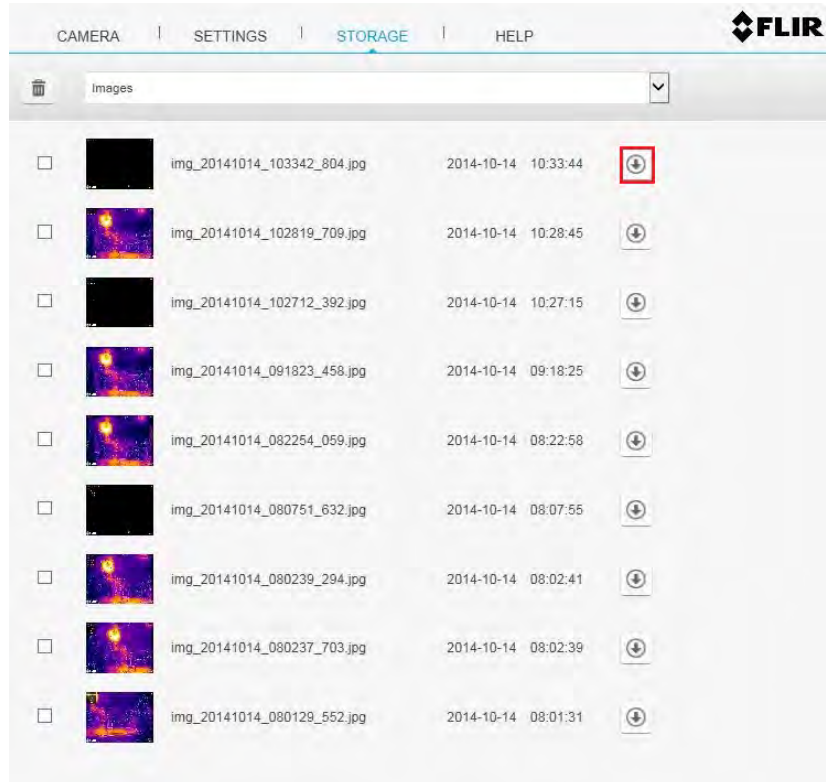 CAMERA | SETTINGS | STORAGE | HELP
FLIR
Images
img_20141014_103342_804.jpg 2014-10-14 10:33:44
img_20141014_102819_709.jpg 2014-10-14 10:28:45
img_20141014_102712_392.jpg 2014-10-14 10:27:15
img_20141014_091823_458.jpg 2014-10-14 09:18:25
img_20141014_082254_059.jpg 2014-10-14 08:22:58
img_20141014_080751_632.jpg 2014-10-14 08:07:55
img_20141014_080239_294.jpg 2014-10-14 08:02:41
img_20141014_080237_703.jpg 2014-10-14 08:02:39
img_20141014_080129_552.jpg 2014-10-14 08:01:31